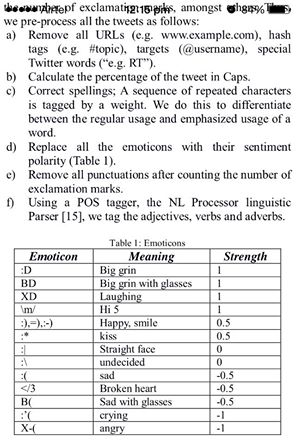 the number of exclamation marks, amongst others. Thus,
Airtel 12:15 pm 84%
we pre-process all the tweets as follows:
a) Remove all URLs (e.g. www.example.com), hash
tags (e.g. #topic), targets (@username), special
Twitter words ("e.g. RT").
b) Calculate the percentage of the tweet in Caps.
c) Correct spellings; A sequence of repeated characters
is tagged by a weight. We do this to differentiate
between the regular usage and emphasized usage of a
word.
d) Replace all the emoticons with their sentiment
polarity (Table 1).
e) Remove all punctuations after counting the number of
exclamation marks.
f) Using a POS tagger, the NL Processor linguistic
Parser [15], we tag the adjectives, verbs and adverbs.
Table 1: Emoticons
Emoticon Meaning Strength
:D Big grin 1
BD Big grin with glasses 1
XD Laughing 1
\m/ Hi 5 1
:),=),:-) Happy, smile 0.5
:* kiss 0.5
:| Straight face 0
:\ undecided 0
:( sad -0.5
</3 Broken heart -0.5
B( Sad with glasses -0.5
:'( crying -1
X-( angry -1